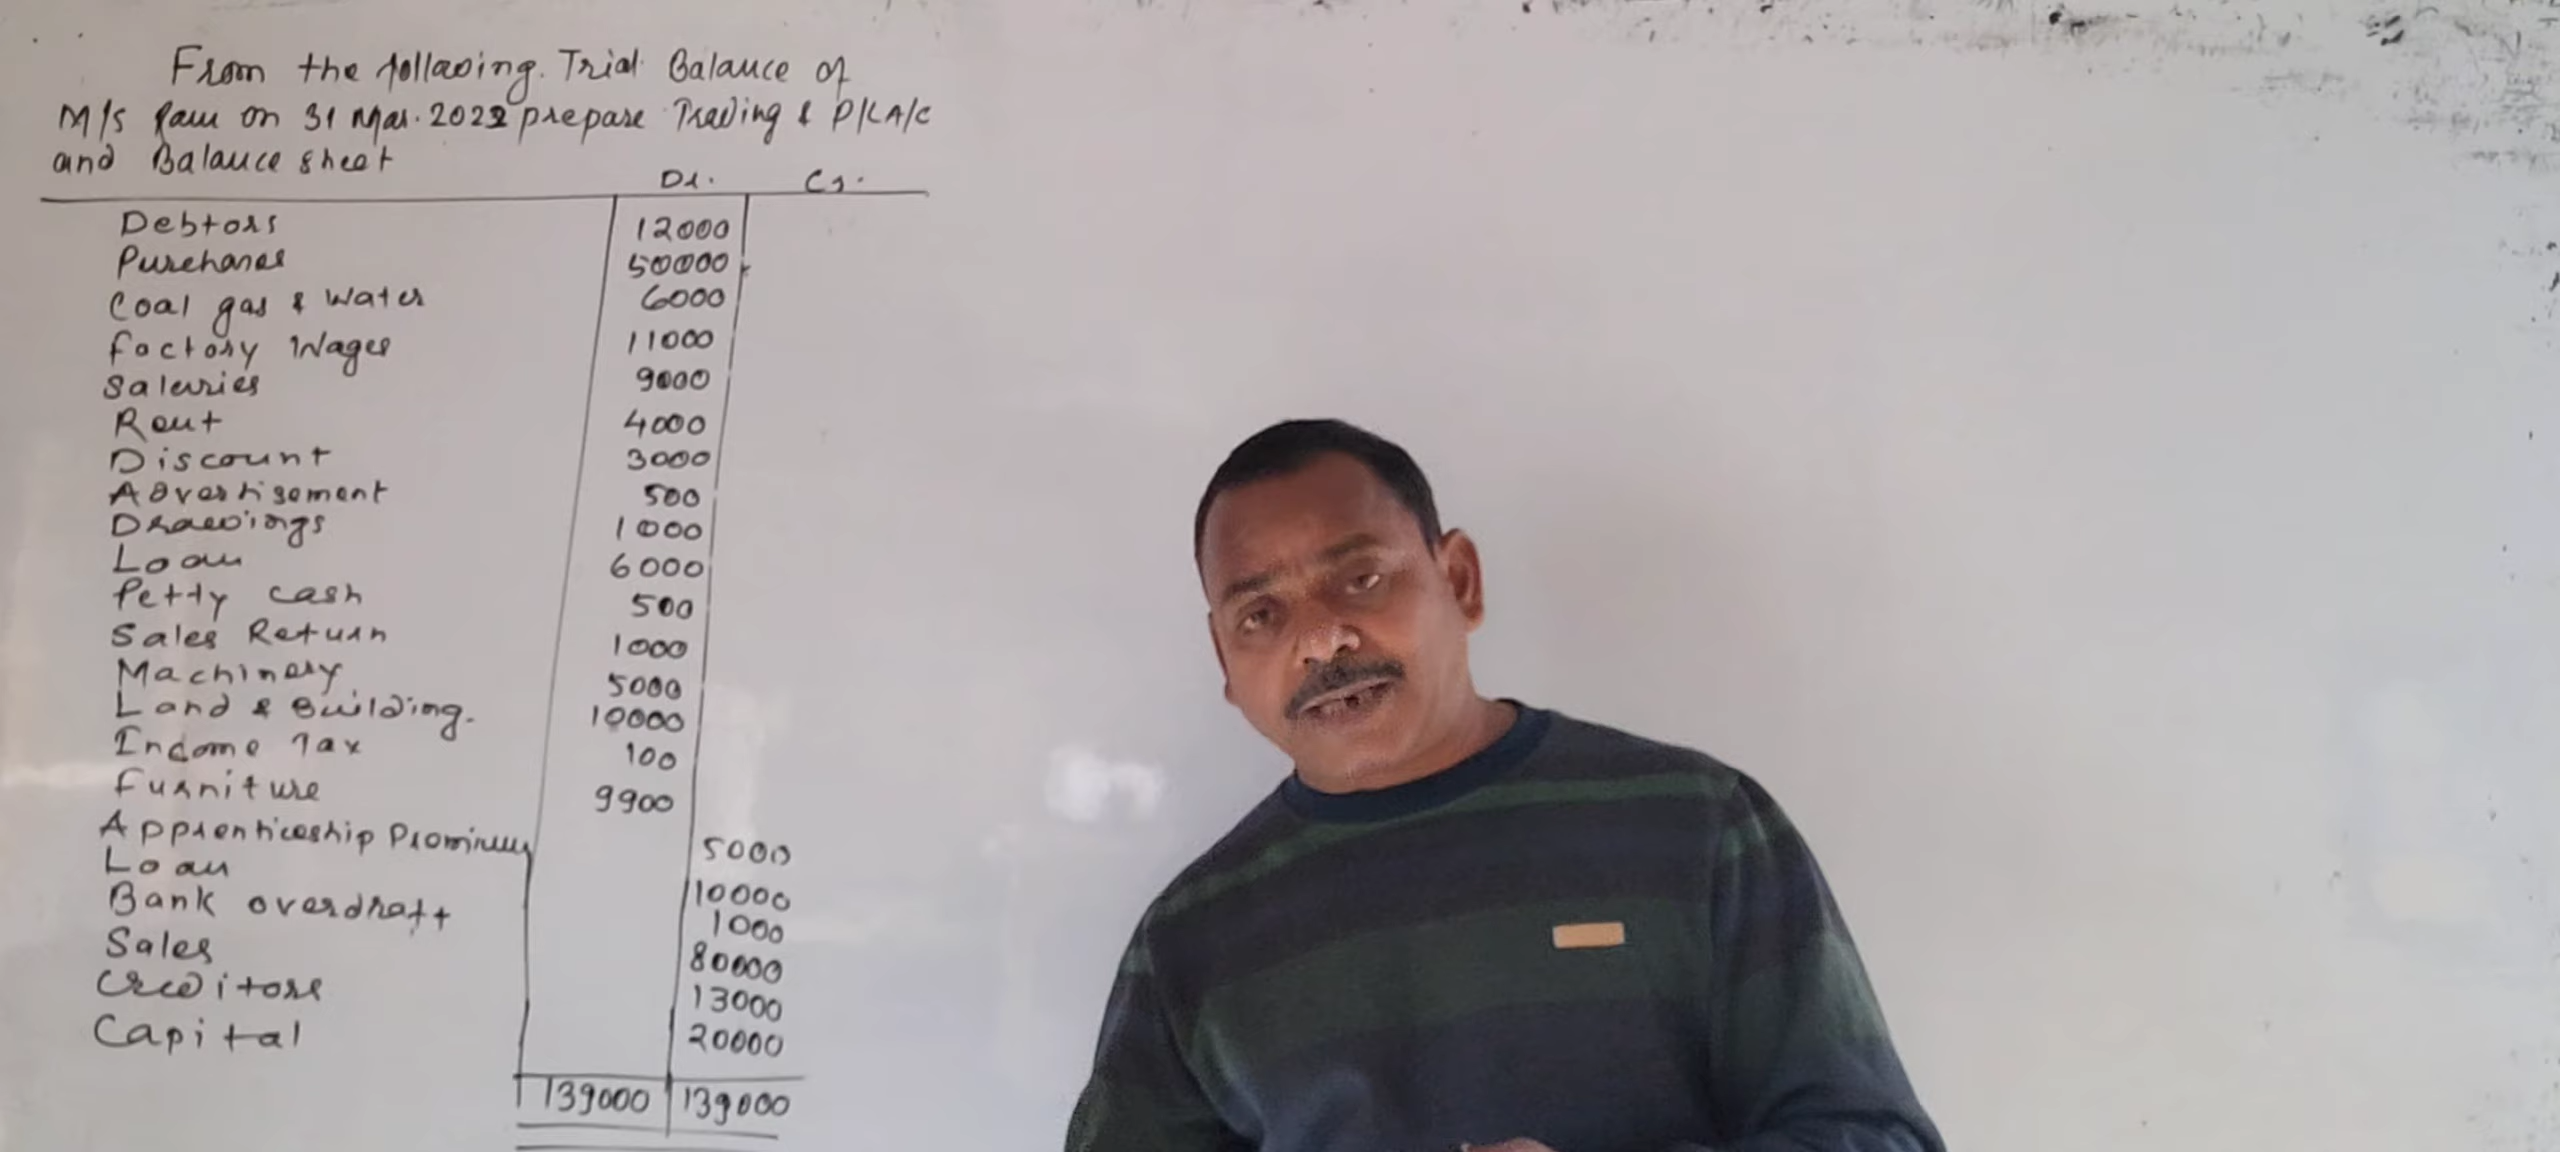 From the following Trial Balance of
M/s Ram on 31 Mar. 2022 prepare Trading & P/L A/C
and Balance sheet
Dr. Cr.
Debtors 12000
Purchases 50000
Coal gas & Water 6000
Factory Wages 11000
Salaries 9000
Rent 4000
Discount 3000
Advertisement 500
Drawings 1000
Loan 6000
Petty cash 500
Sales Return 1000
Machinery 5000
Land & Building. 10000
Income Tax 100
Furniture 9900
Apprenticeship Premium 5000
Loan 10000
Bank overdraft 1000
Sales 80000
Creditors 13000
Capital 20000
139000 139000